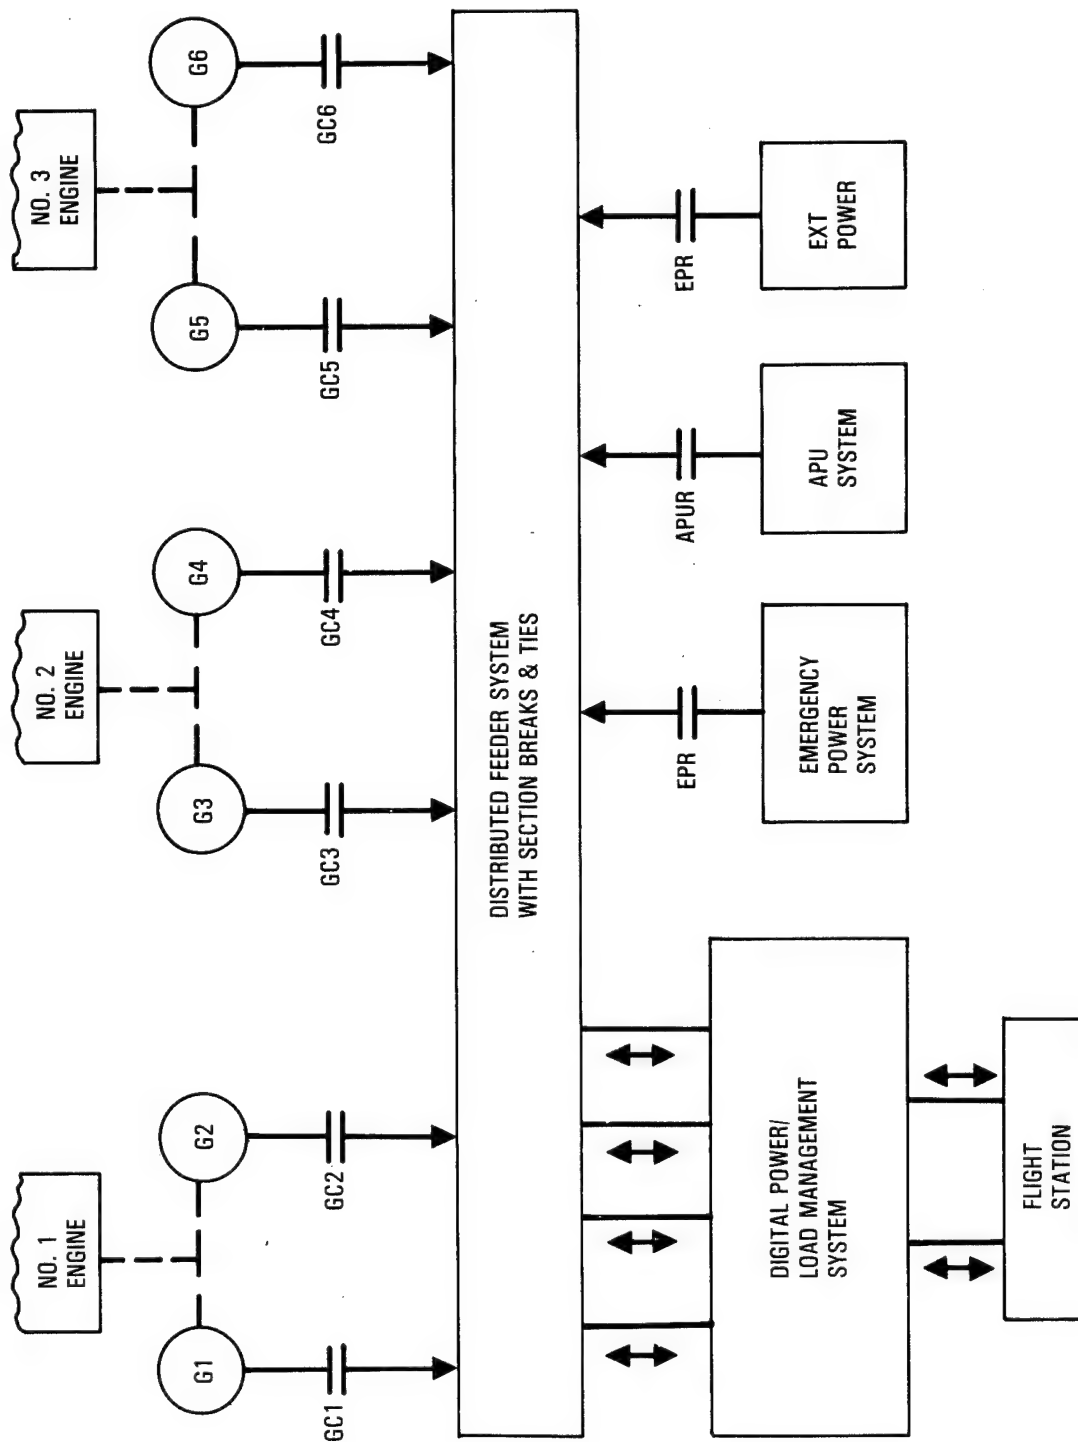 NO. 1
ENGINE
NO. 2
ENGINE
NO. 3
ENGINE
G1
G2
G3
G4
G5
G6
GC1
GC2
GC3
GC4
GC5
GC6
DISTRIBUTED FEEDER SYSTEM
WITH SECTION BREAKS & TIES
EPR
APUR
EPR
DIGITAL POWER/
LOAD MANAGEMENT
SYSTEM
EMERGENCY
POWER
SYSTEM
APU
SYSTEM
EXT
POWER
FLIGHT
STATION